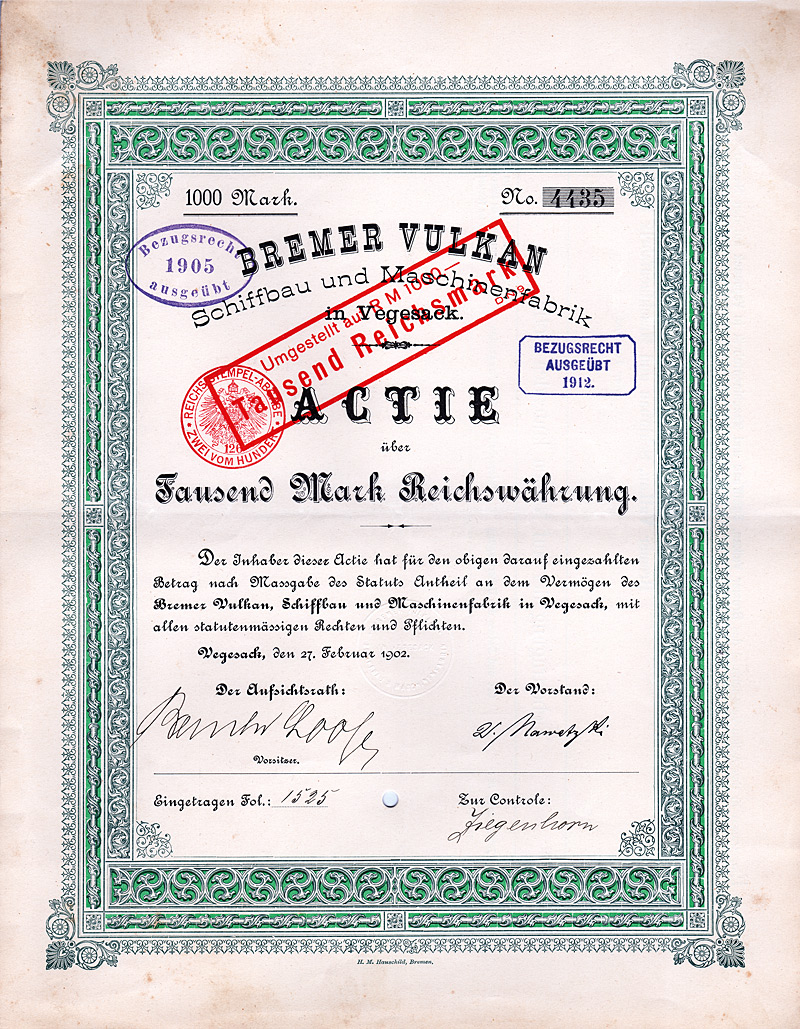 1000 Mark.
No. 4435
Bezugsrecht
1905
ausgeübt
BREMER VULKAN
Schiffbau und Maschinenfabrik
in Vegesack.
Umgestellt auf RM 1000.
Tausend Reichsmark
BEZUGSRECHT
AUSGEÜBT
1912.
REICHS-STEMPEL-ABGABE
ZWEI VOM HUNDERT
ACTIE
über
Tausend Mark Reichswährung.
Der Inhaber dieser Actie hat für den obigen darauf eingezahlten
Betrag nach Massgabe des Statuts Antheil an dem Vermögen des
Bremer Vulkan, Schiffbau und Maschinenfabrik in Vegesack, mit
allen statutenmässigen Rechten und Pflichten.
Vegesack, den 27. Februar 1902.
Der Aufsichtsrath:
Der Vorstand:
V. Nawatzki
Vorsitzer.
Eingetragen Fol.: 1525
Zur Controle:
Ziegenhorn
H. M. Hauschild, Bremen.